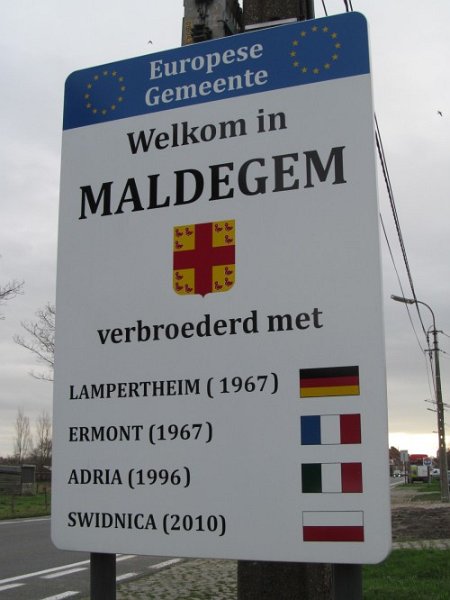 Europese
Gemeente
Welkom in
MALDEGEM
verbroederd met
LAMPERTHEIM ( 1967)
ERMONT (1967)
ADRIA (1996)
SWIDNICA (2010)